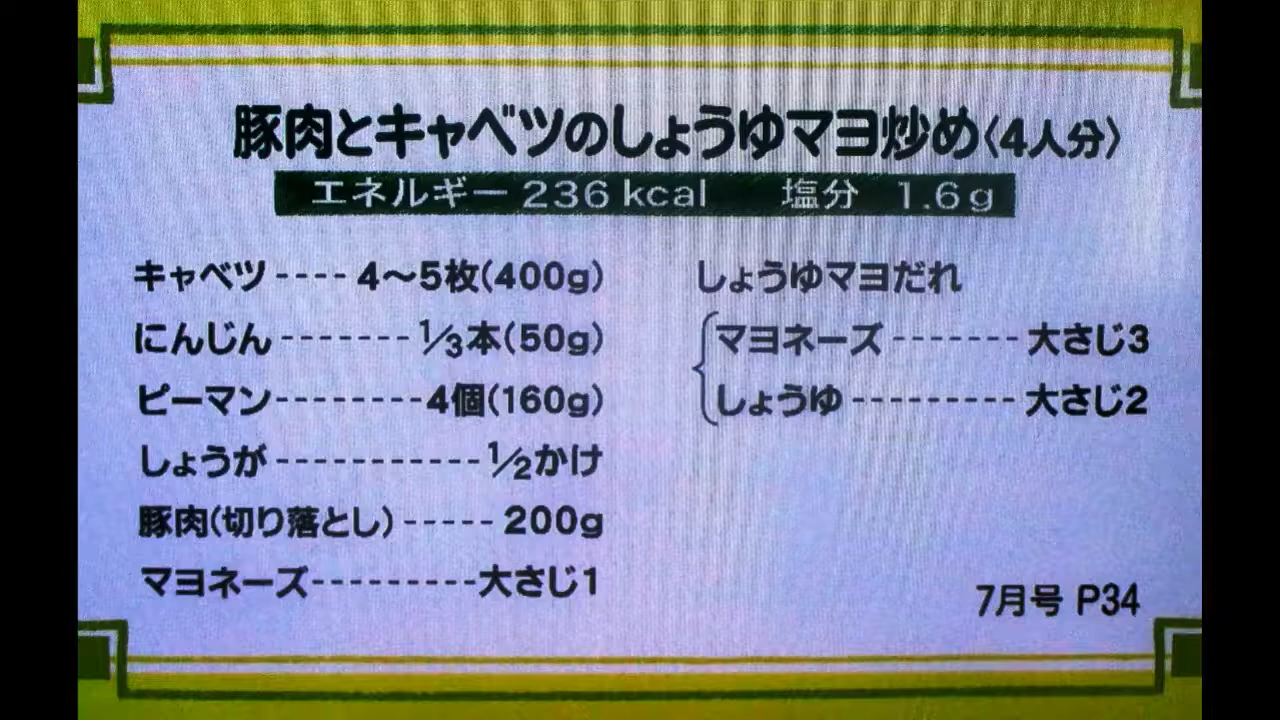 豚肉とキャベツのしょうゆマヨ炒め〈4人分〉
エネルギー 236 kcal 塩分 1.6g
キャベツ ---- 4〜5枚(400g)
にんじん ------- 1/3本(50g)
ピーマン -------- 4個(160g)
しょうが ----------- 1/2かけ
豚肉(切り落とし) ----- 200g
マヨネーズ --------- 大さじ1
しょうゆマヨだれ
マヨネーズ ------- 大さじ3
しょうゆ --------- 大さじ2
7月号 P34